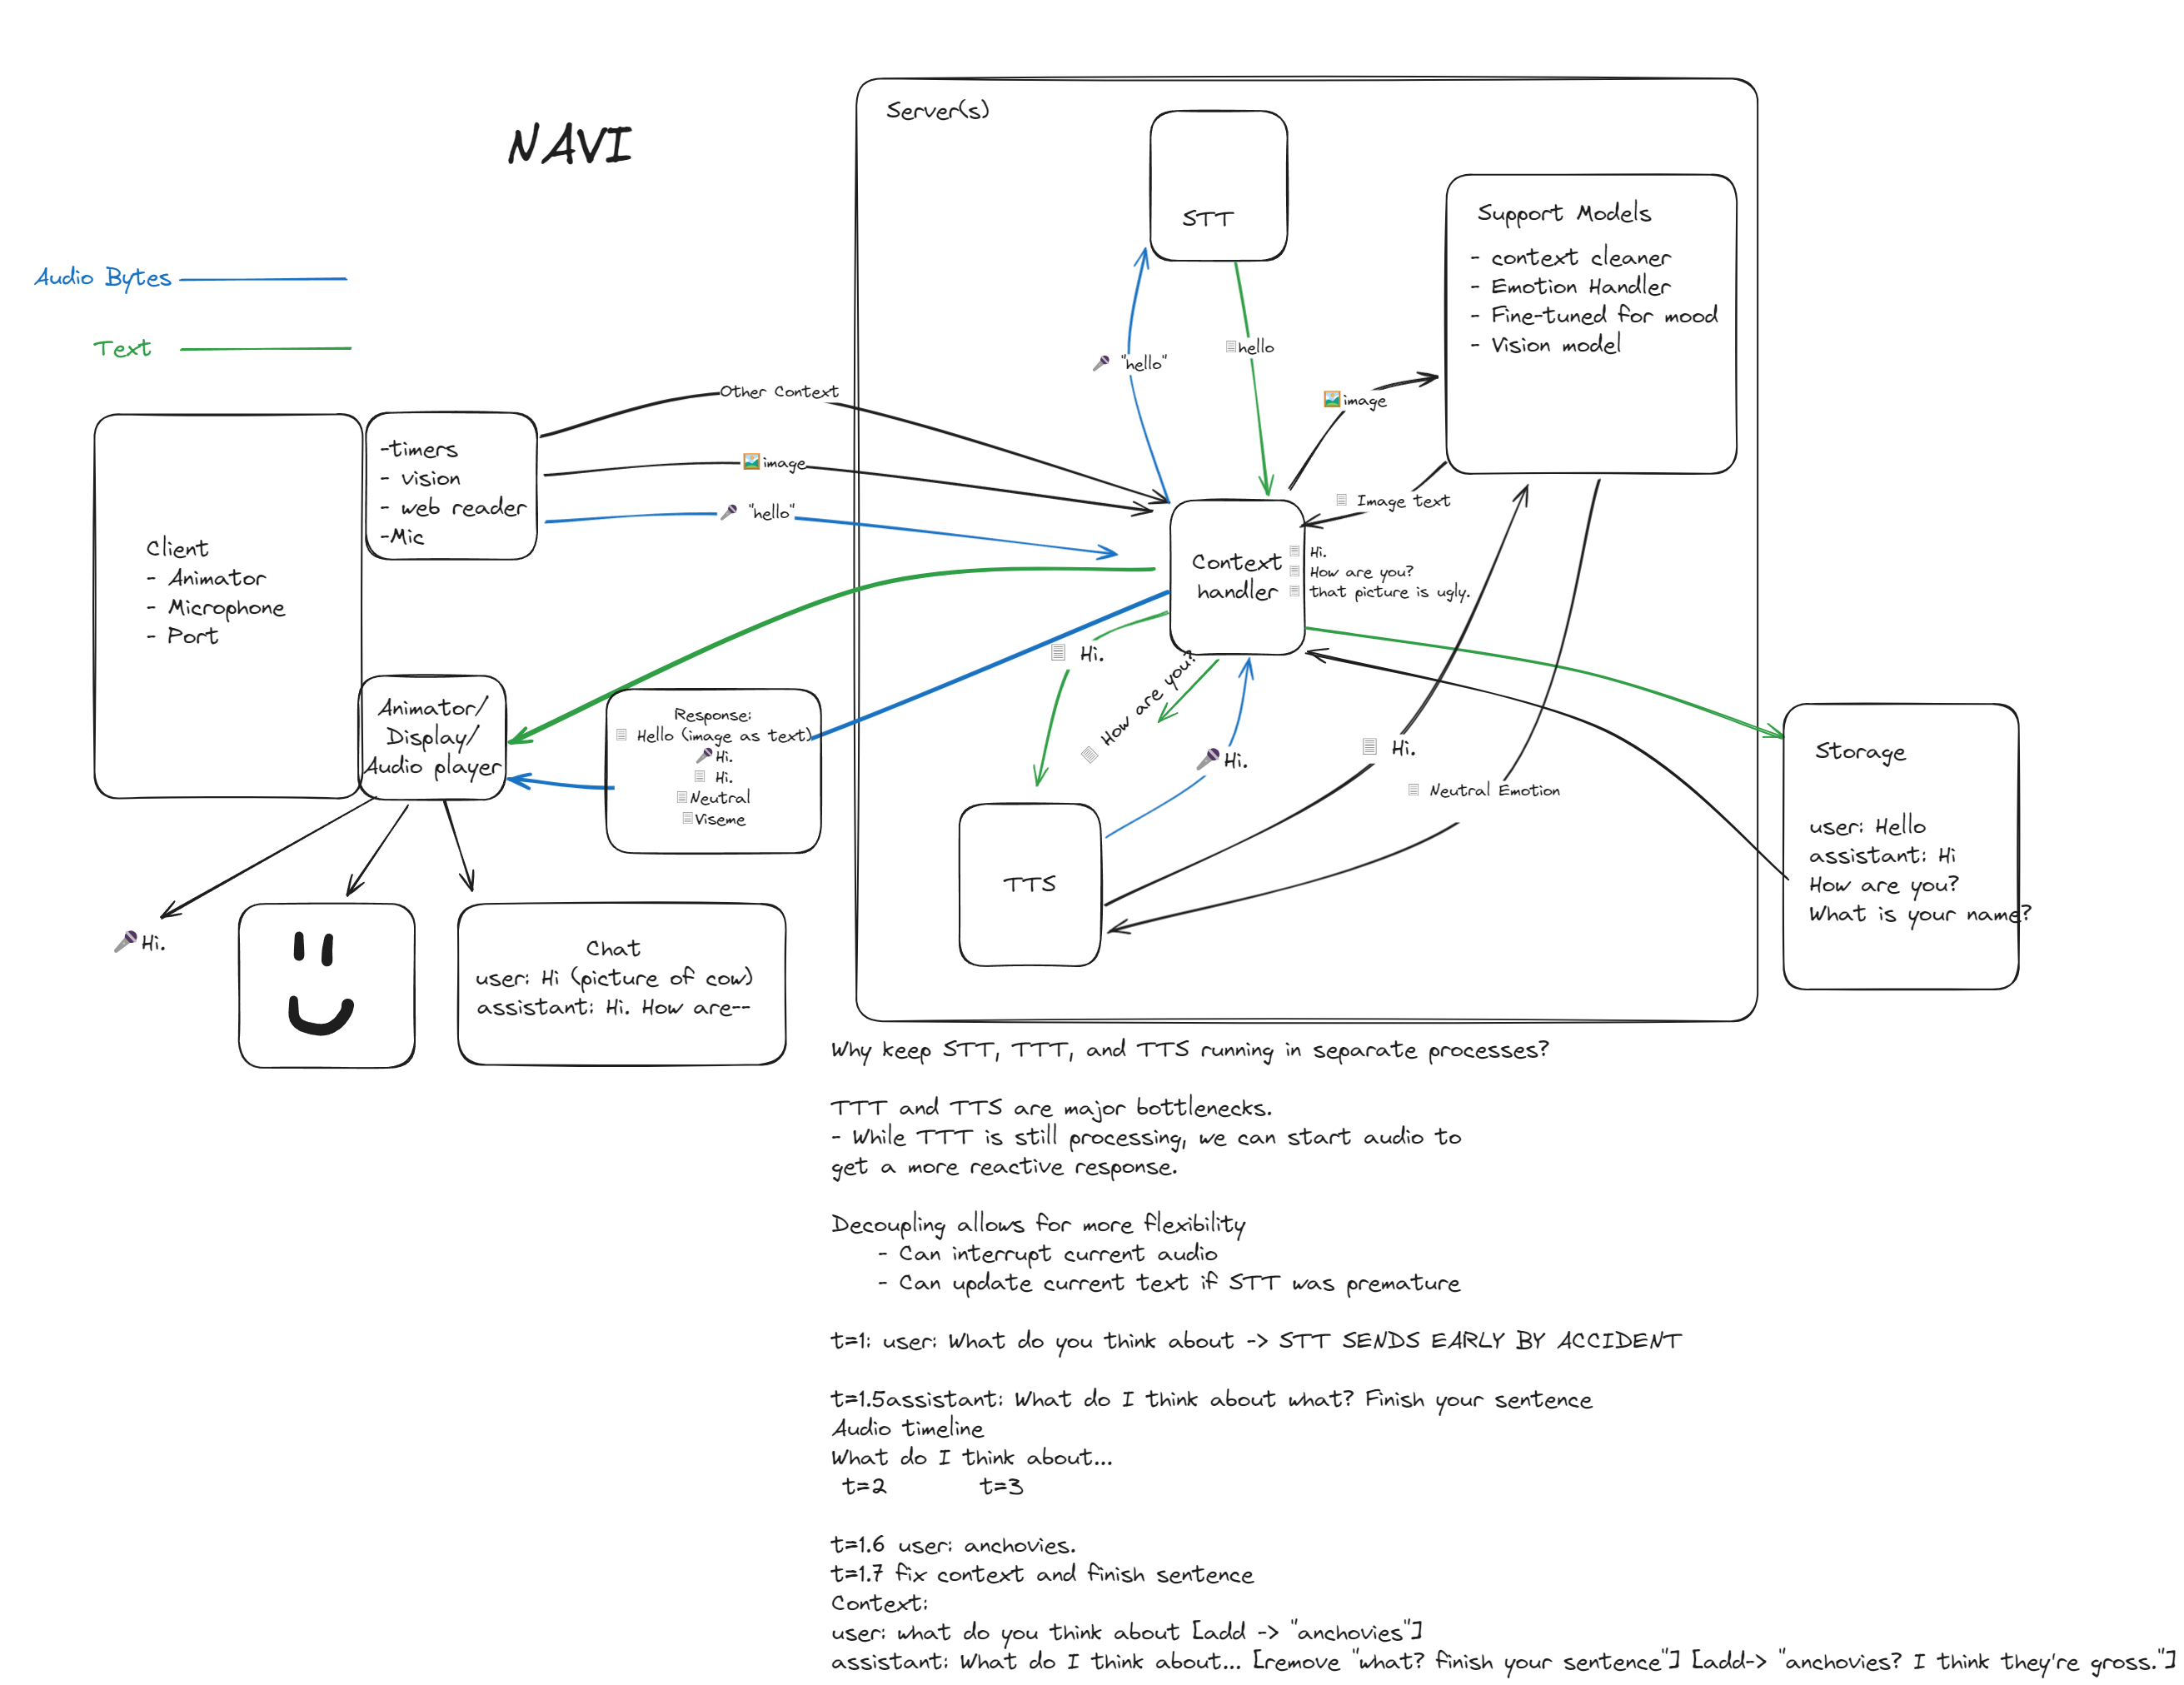 NAVI
Audio Bytes
Text
Client
- Animator
- Microphone
- Port
-timers
- vision
- web reader
-Mic
Other Context
image
"hello"
Animator/
Display/
Audio player
Response:
Hello (image as text)
Hi.
Hi.
Neutral
Viseme
Hi.
Chat
user: Hi (picture of cow)
assistant: Hi. How are--
Server(s)
STT
"hello"
hello
Support Models
- context cleaner
- Emotion Handler
- Fine-tuned for mood
- Vision model
image
Image text
Context
handler
Hi.
How are you?
that picture is ugly.
Hi.
How are you?
Hi.
Hi.
Neutral Emotion
TTS
Storage
user: Hello
assistant: Hi
How are you?
What is your name?
Why keep STT, TTT, and TTS running in separate processes?
TTT and TTS are major bottlenecks.
- While TTT is still processing, we can start audio to
get a more reactive response.
Decoupling allows for more flexibility
- Can interrupt current audio
- Can update current text if STT was premature
t=1: user: What do you think about -> STT SENDS EARLY BY ACCIDENT
t=1.5assistant: What do I think about what? Finish your sentence
Audio timeline
What do I think about...
t=2 t=3
t=1.6 user: anchovies.
t=1.7 fix context and finish sentence
Context:
user: what do you think about [add -> "anchovies"]
assistant: What do I think about... [remove "what? finish your sentence"] [add-> "anchovies? I think they're gross."]